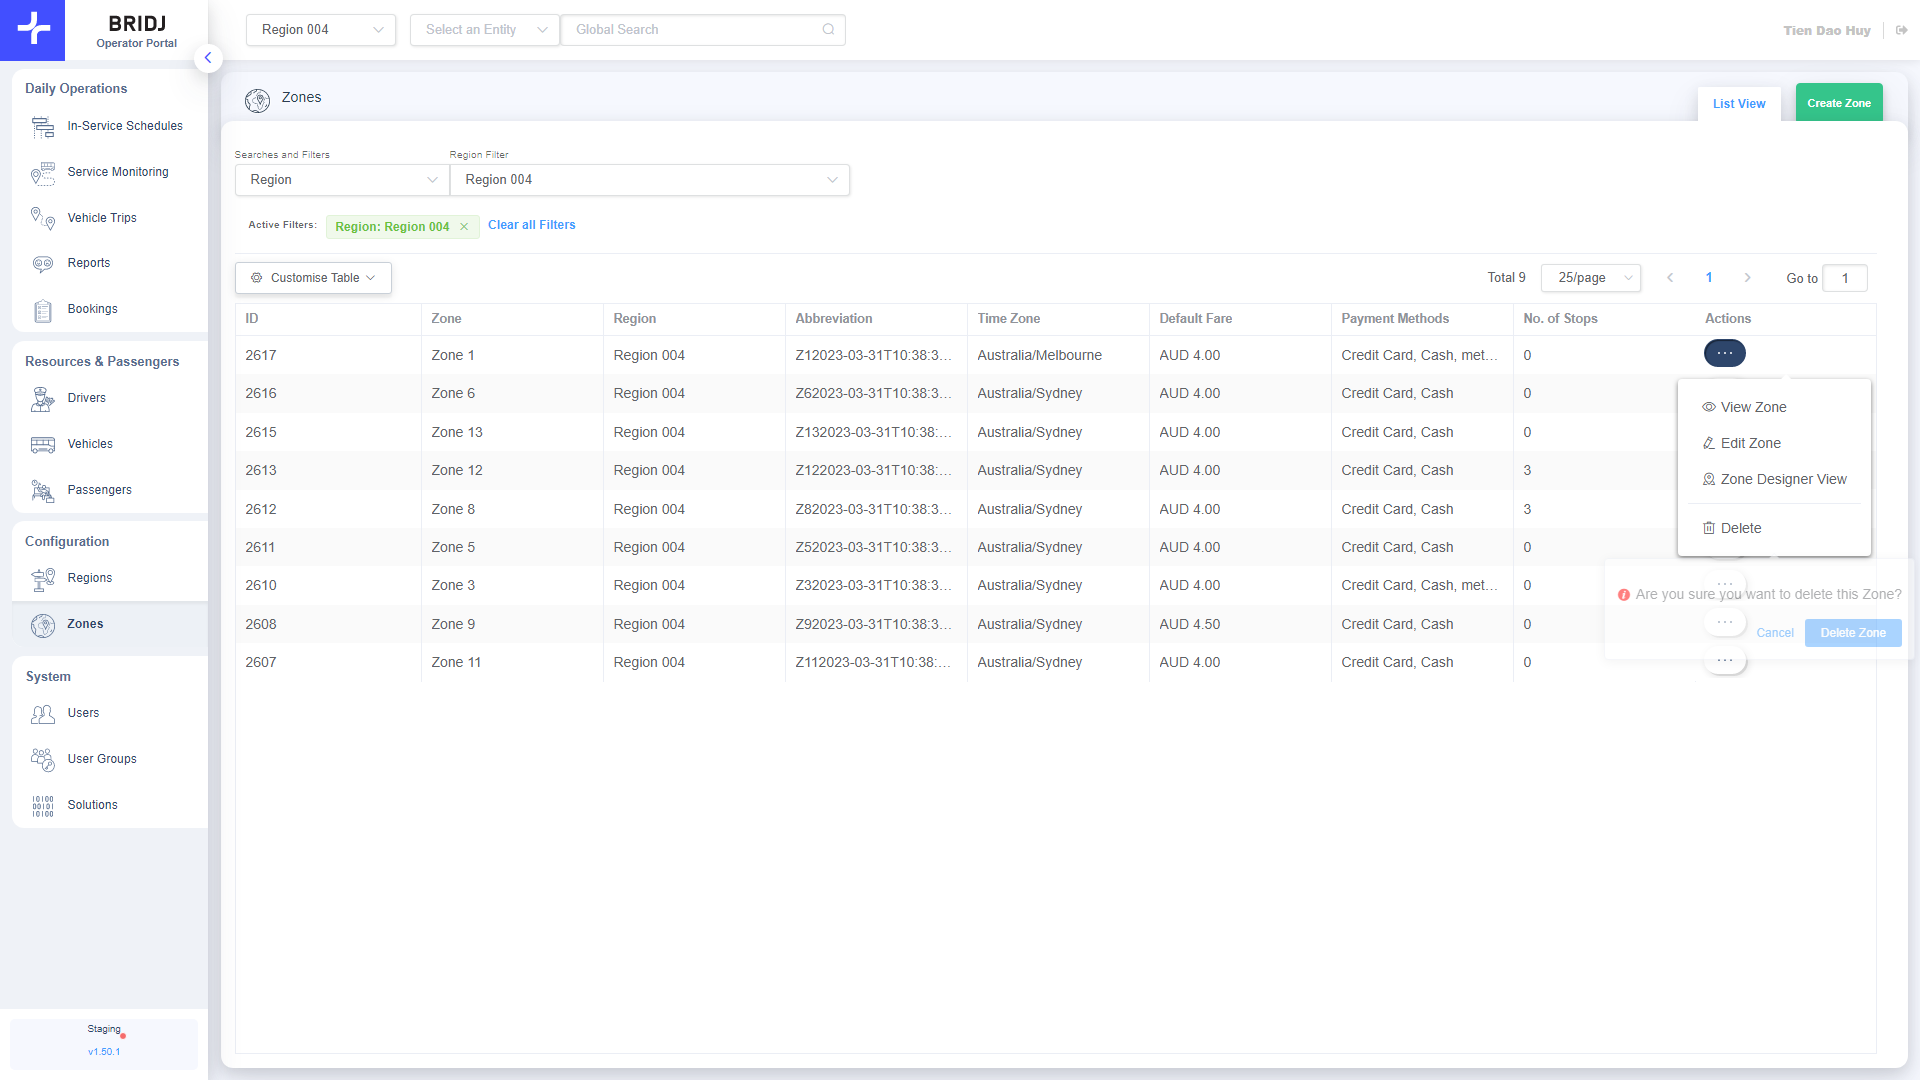 BRIDJ
Operator Portal
Region 004
Select an Entity
Global Search
Tien Dao Huy
Daily Operations
In-Service Schedules
Service Monitoring
Vehicle Trips
Reports
Bookings
Resources & Passengers
Drivers
Vehicles
Passengers
Configuration
Regions
Zones
System
Users
User Groups
Solutions
Staging
v1.50.1
Zones
List View
Create Zone
Searches and Filters
Region Filter
Region
Region 004
Active Filters:
Region: Region 004
Clear all Filters
Customise Table
Total 9
25/page
1
Go to
1
ID Zone Region Abbreviation Time Zone Default Fare Payment Methods No. of Stops Actions
2617 Zone 1 Region 004 Z12023-03-31T10:38:3... Australia/Melbourne AUD 4.00 Credit Card, Cash, met... 0
2616 Zone 6 Region 004 Z62023-03-31T10:38:3... Australia/Sydney AUD 4.00 Credit Card, Cash 0
2615 Zone 13 Region 004 Z132023-03-31T10:38:... Australia/Sydney AUD 4.00 Credit Card, Cash 0
2613 Zone 12 Region 004 Z122023-03-31T10:38:... Australia/Sydney AUD 4.00 Credit Card, Cash 3
2612 Zone 8 Region 004 Z82023-03-31T10:38:3... Australia/Sydney AUD 4.00 Credit Card, Cash 3
2611 Zone 5 Region 004 Z52023-03-31T10:38:3... Australia/Sydney AUD 4.00 Credit Card, Cash 0
2610 Zone 3 Region 004 Z32023-03-31T10:38:3... Australia/Sydney AUD 4.00 Credit Card, Cash, met... 0
2608 Zone 9 Region 004 Z92023-03-31T10:38:3... Australia/Sydney AUD 4.50 Credit Card, Cash 0
2607 Zone 11 Region 004 Z112023-03-31T10:38:... Australia/Sydney AUD 4.00 Credit Card, Cash 0
View Zone
Edit Zone
Zone Designer View
Delete
Are you sure you want to delete this Zone?
Cancel
Delete Zone